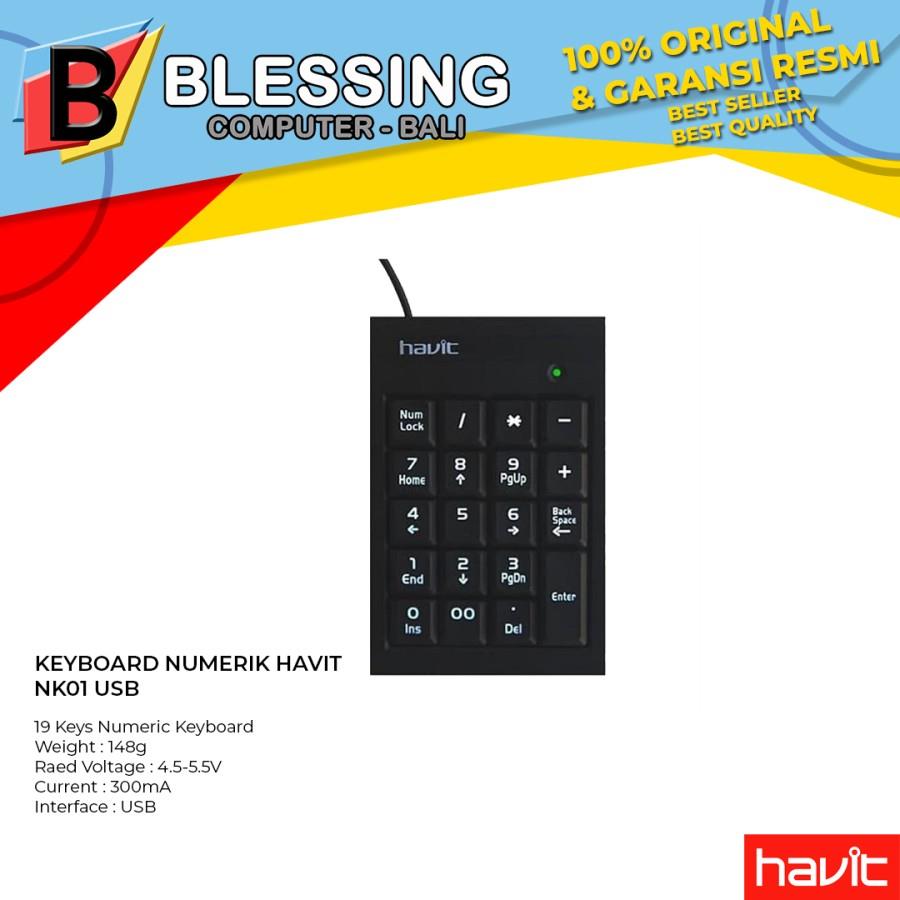 B
BLESSING
COMPUTER - BALI
100% ORIGINAL
& GARANSI RESMI
BEST SELLER
BEST QUALITY
havit
Num
Lock
/
*
-
7
Home
8
↑
9
PgUp
+
4
←
5
6
→
Back
Space
←
1
End
2
↓
3
PgDn
Enter
0
Ins
00
.
Del
KEYBOARD NUMERIK HAVIT
NK01 USB
19 Keys Numeric Keyboard
Weight : 148g
Raed Voltage : 4.5-5.5V
Current : 300mA
Interface : USB
havit